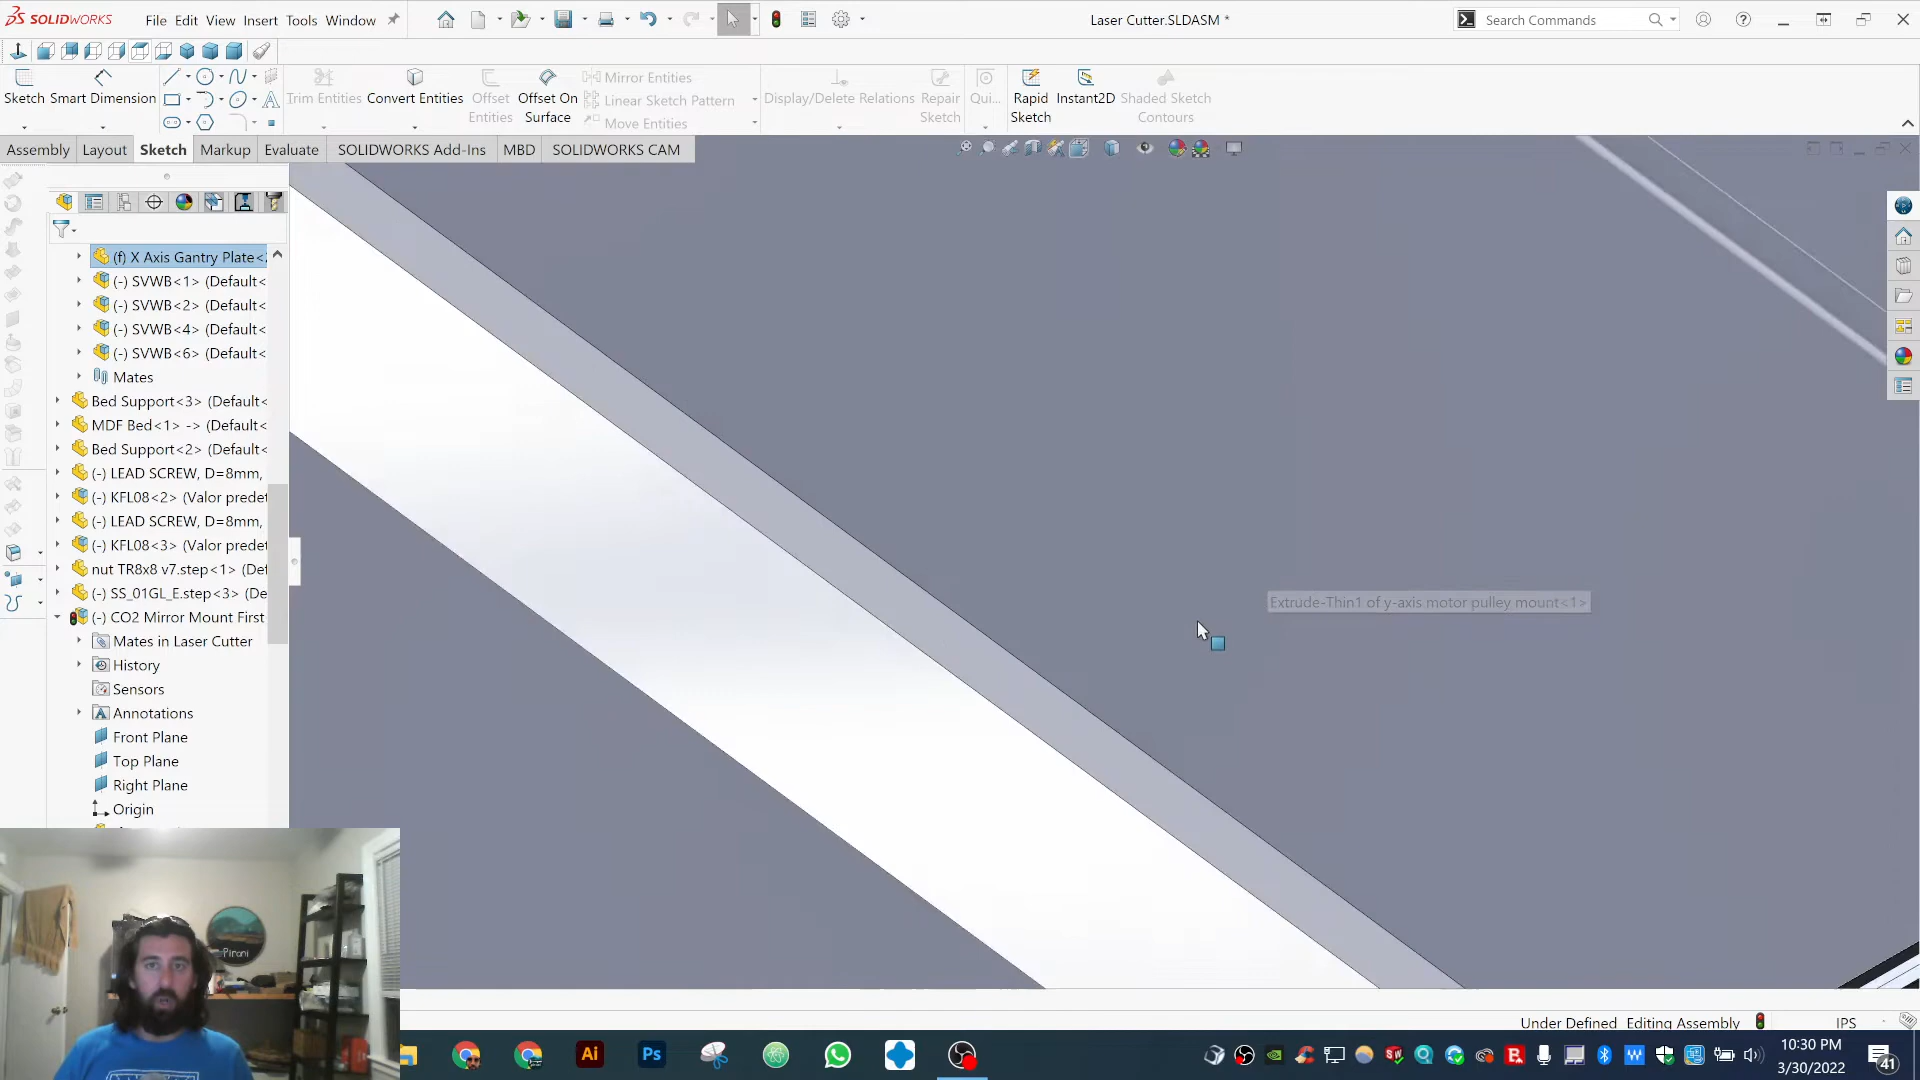 SOLIDWORKS File Edit View Insert Tools Window Laser Cutter.SLDASM * Search Commands
Sketch Smart Dimension Trim Entities Convert Entities Offset Entities Offset On Surface Mirror Entities Linear Sketch Pattern Move Entities Display/Delete Relations Repair Sketch Qui... Rapid Sketch Instant2D Shaded Sketch Contours
Assembly Layout Sketch Markup Evaluate SOLIDWORKS Add-Ins MBD SOLIDWORKS CAM
(f) X Axis Gantry Plate<
(-) SVWB<1> (Default<
(-) SVWB<2> (Default<
(-) SVWB<4> (Default<
(-) SVWB<6> (Default<
Mates
Bed Support<3> (Default<
MDF Bed<1> -> (Default<
Bed Support<2> (Default<
(-) LEAD SCREW, D=8mm,
(-) KFL08<2> (Valor predet
(-) LEAD SCREW, D=8mm,
(-) KFL08<3> (Valor predet
nut TR8x8 v7.step<1> (Def
(-) SS_01GL_E.step<3> (De
Extrude-Thin1 of y-axis motor pulley mount<1>
(-) CO2 Mirror Mount First
Mates in Laser Cutter
History
Sensors
Annotations
Front Plane
Top Plane
Right Plane
Origin
Pirani
Under Defined Editing Assembly IPS
Ai Ps
10:30 PM
3/30/2022
41